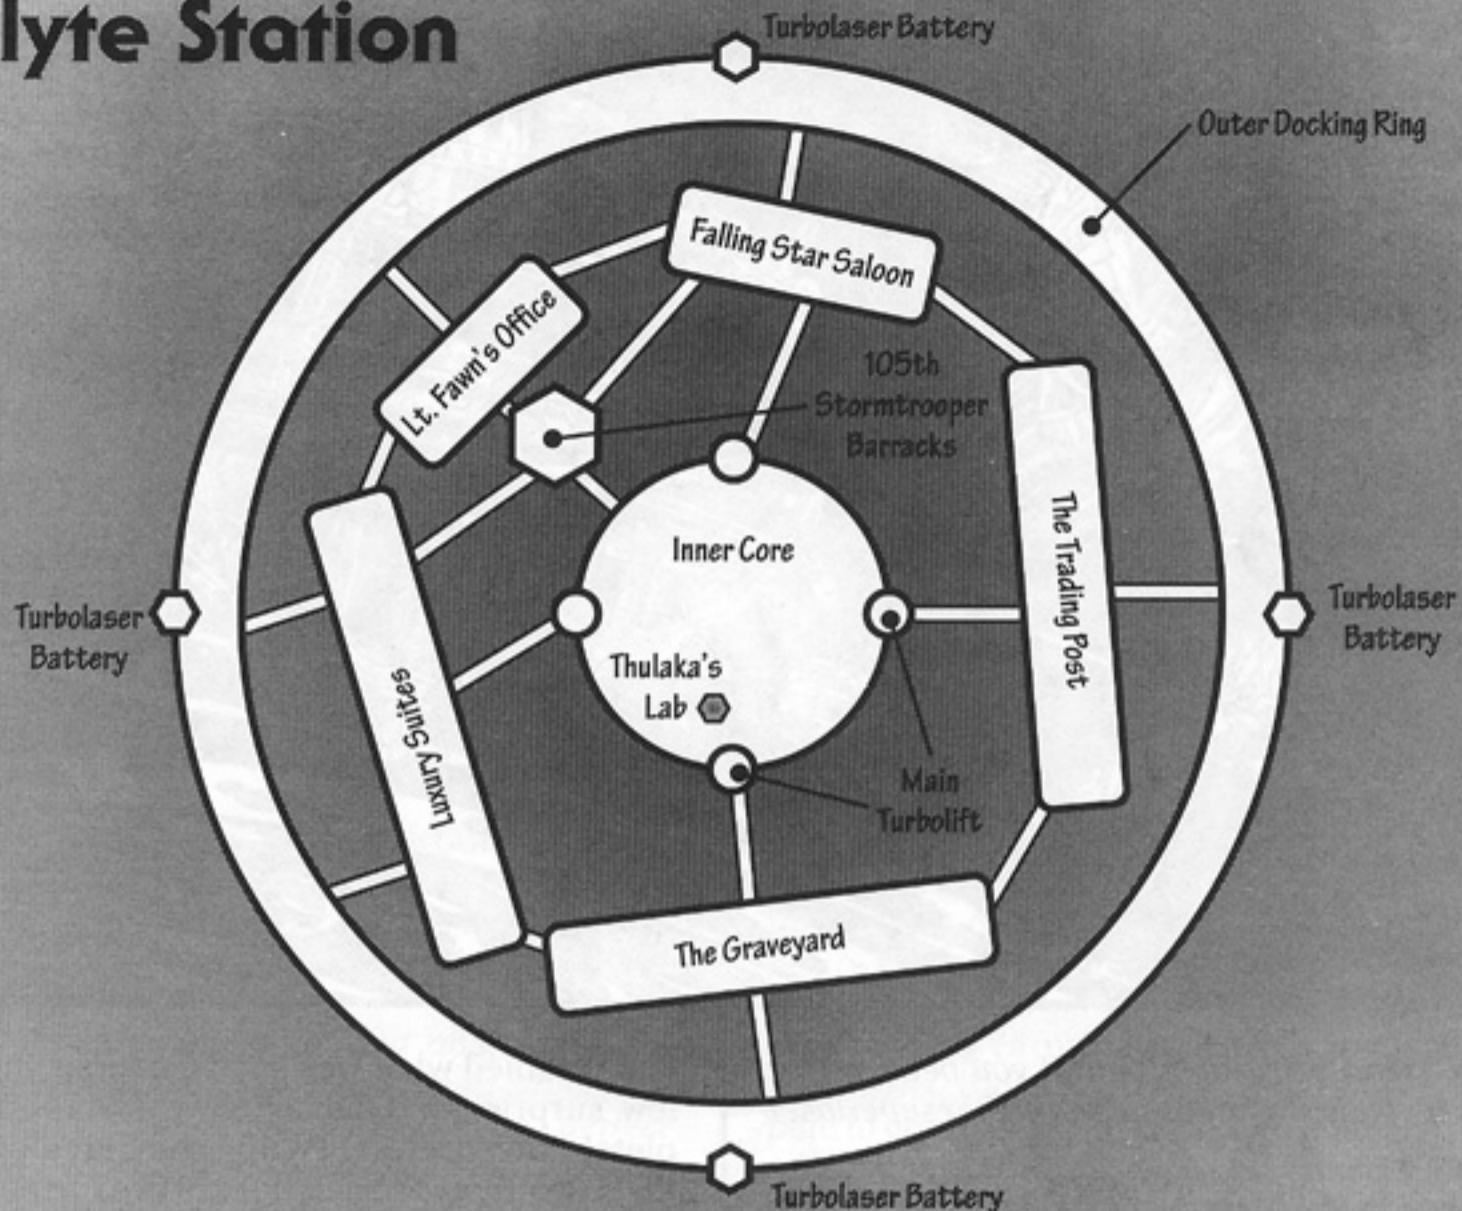 lyte Station
Turbolaser Battery
Outer Docking Ring
Falling Star Saloon
Lt. Fawn's Office
105th
Stormtrooper
Barracks
The Trading Post
Inner Core
Turbolaser
Battery
Turbolaser
Battery
Thulaka's
Lab
Luxury Suites
Main
Turbolift
The Graveyard
Turbolaser Battery